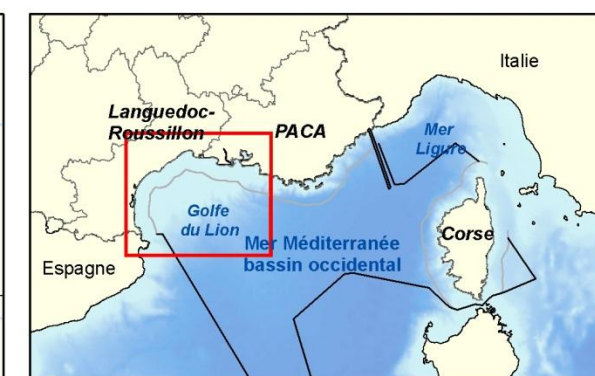 Italie
Languedoc-
Roussillon
PACA
Mer
Ligure
Golfe
du Lion
Mer Méditerranée
bassin occidental
Corse
Espagne